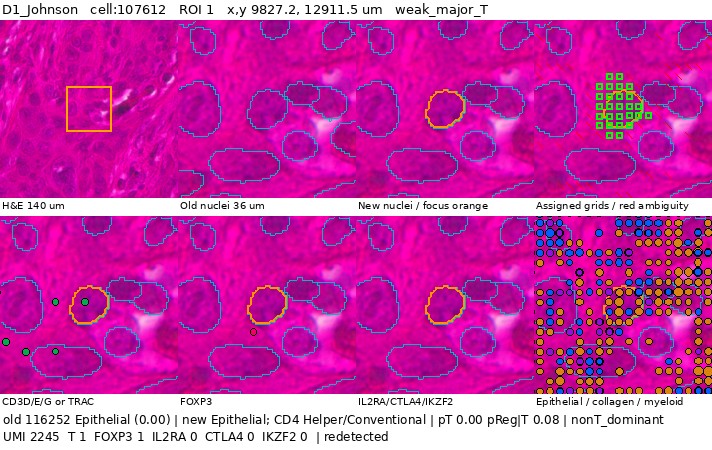 D1_Johnson cell:107612 ROI 1 x,y 9827.2, 12911.5 um weak_major_T
H&E 140 um
Old nuclei 36 um
New nuclei / focus orange
Assigned grids / red ambiguity
CD3D/E/G or TRAC
FOXP3
IL2RA/CTLA4/IKZF2
Epithelial / collagen / myeloid
old 116252 Epithelial (0.00) | new Epithelial; CD4 Helper/Conventional | pT 0.00 pReg|T 0.08 | nonT_dominant
UMI 2245 T 1 FOXP3 1 IL2RA 0 CTLA4 0 IKZF2 0 | redetected